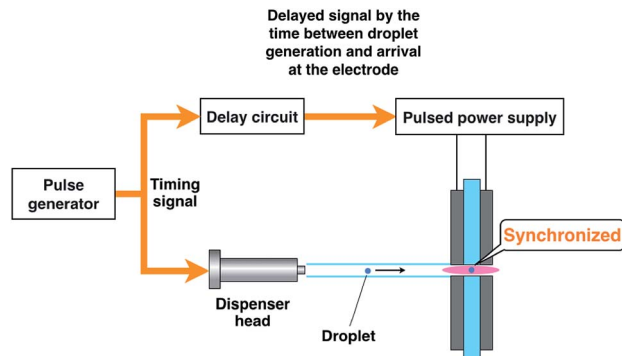 Delayed signal by the
time between droplet
generation and arrival
at the electrode
Delay circuit
Pulsed power supply
Pulse
generator
Timing
signal
Synchronized
Dispenser
head
Droplet